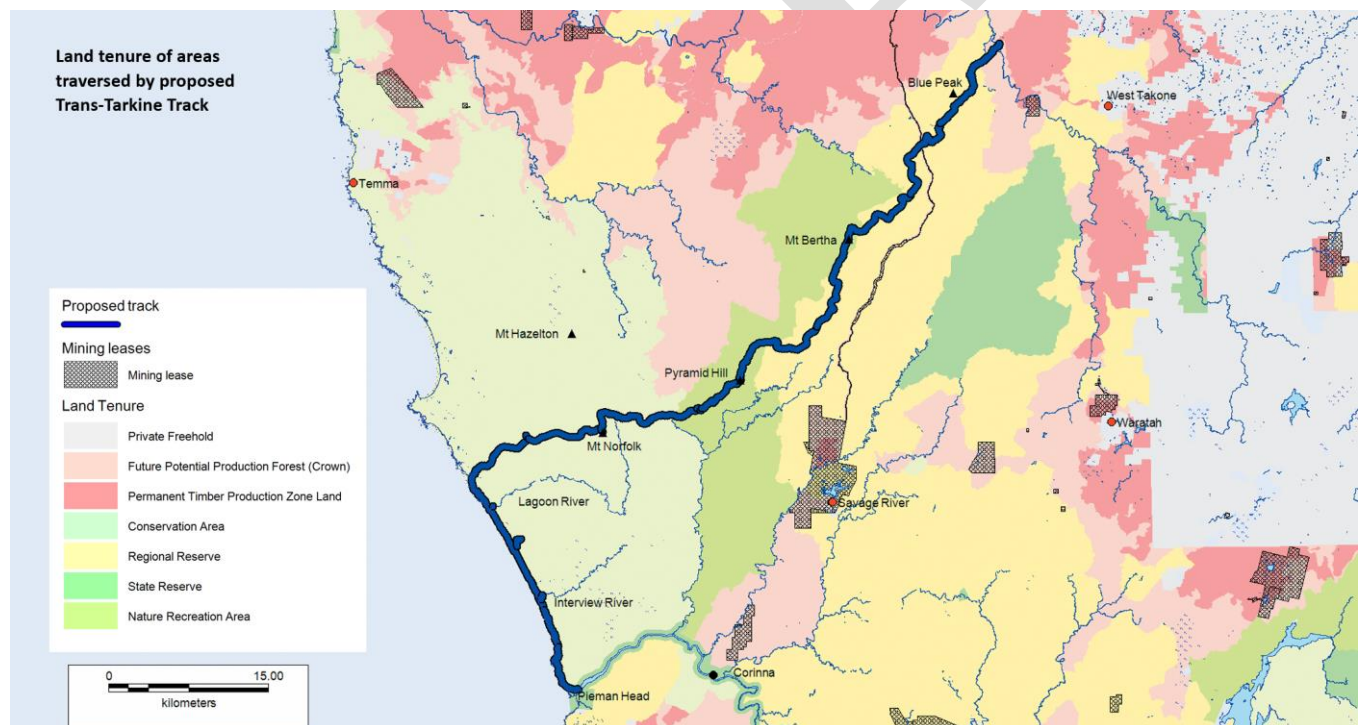 Land tenure of areas
traversed by proposed
Trans-Tarkine Track
Blue Peak
West Takone
Temma
Mt Bertha
Proposed track
Mining leases
Mining lease
Land Tenure
Private Freehold
Future Potential Production Forest (Crown)
Permanent Timber Production Zone Land
Conservation Area
Regional Reserve
State Reserve
Nature Recreation Area
Mt Hazelton
Pyramid Hill
Waratah
Mt Norfolk
Lagoon River
Savage River
Interview River
Corinna
Pieman Head
0 15.00
kilometers